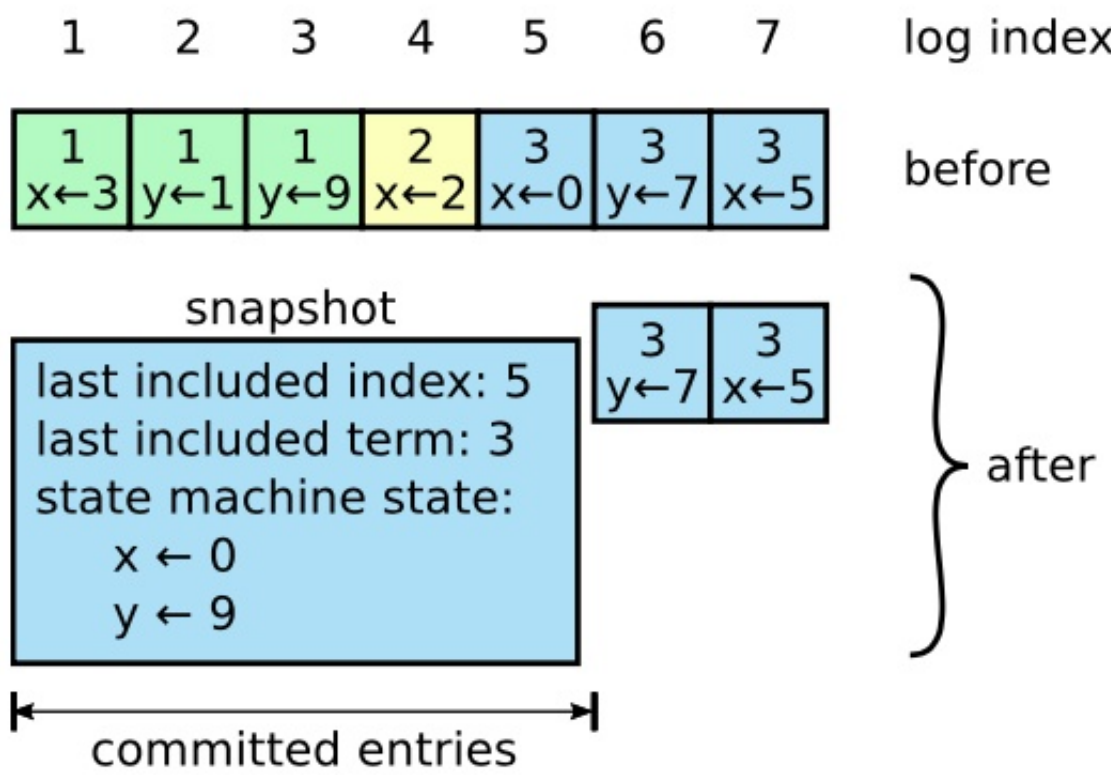 1 2 3 4 5 6 7 log index
1 1 1 2 3 3 3
x←3 y←1 y←9 x←2 x←0 y←7 x←5
before
snapshot
last included index: 5
last included term: 3
state machine state:
x ← 0
y ← 9
3 3
y←7 x←5
after
committed entries